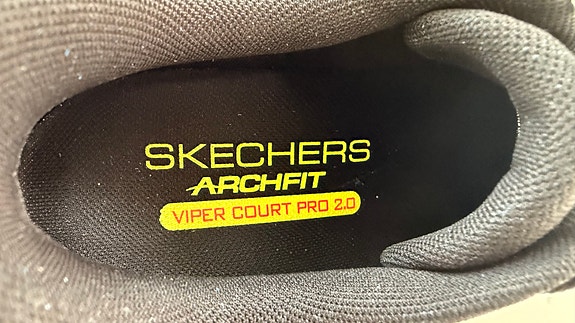 SKECHERS
ARCHFIT
VIPER COURT PRO 2.0